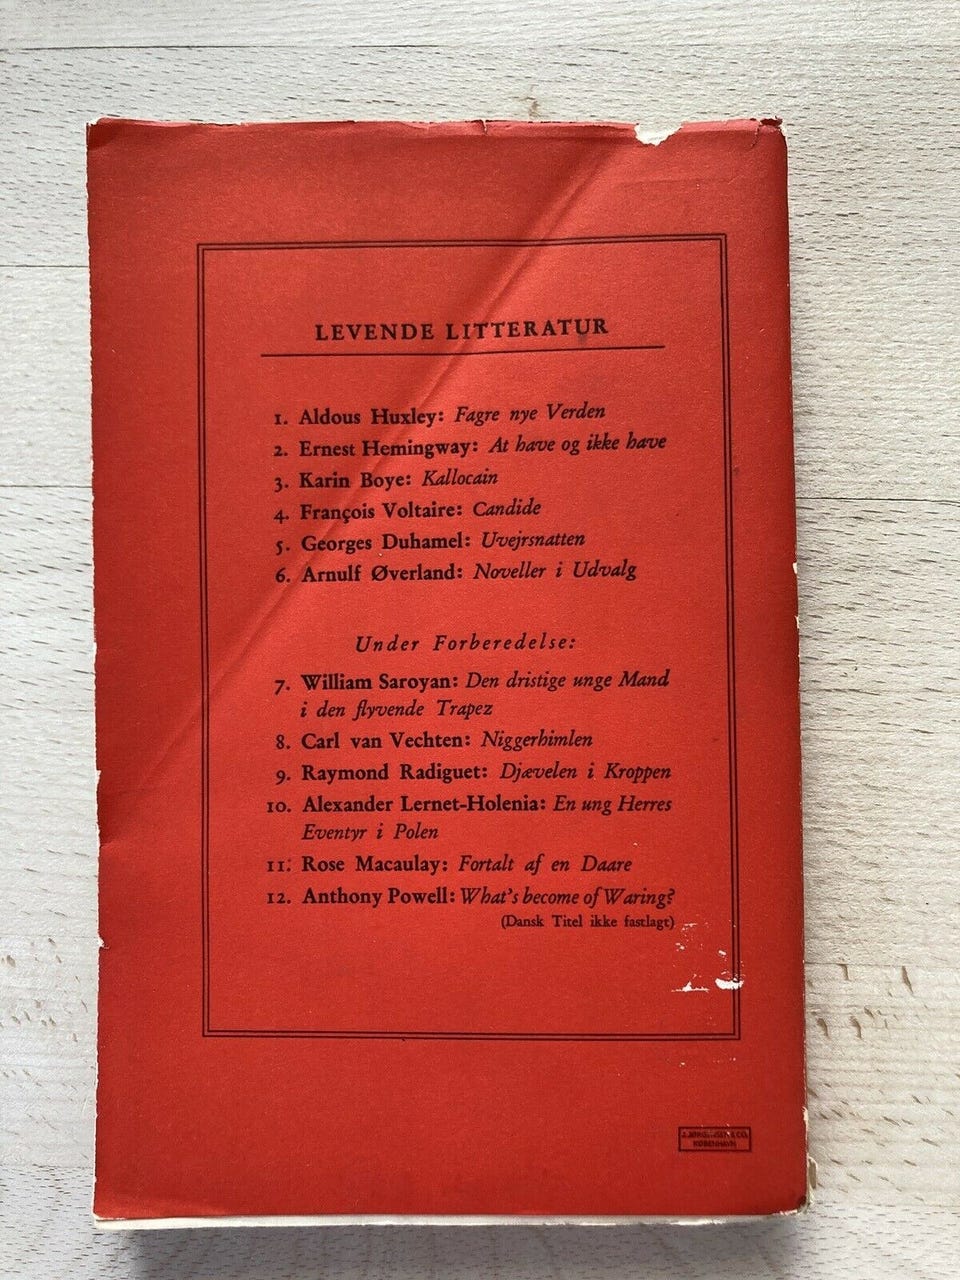 LEVENDE LITTERATUR
1. Aldous Huxley: Fagre nye Verden
2. Ernest Hemingway: At have og ikke have
3. Karin Boye: Kallocain
4. François Voltaire: Candide
5. Georges Duhamel: Uvejrsnatten
6. Arnulf Øverland: Noveller i Udvalg
Under Forberedelse:
7. William Saroyan: Den dristige unge Mand
i den flyvende Trapez
8. Carl van Vechten: Niggerhimlen
9. Raymond Radiguet: Djævelen i Kroppen
10. Alexander Lernet-Holenia: En ung Herres
Eventyr i Polen
11. Rose Macaulay: Fortalt af en Daare
12. Anthony Powell: What's become of Waring?
(Dansk Titel ikke fastlagt)
& CO.
KØBENHAVN